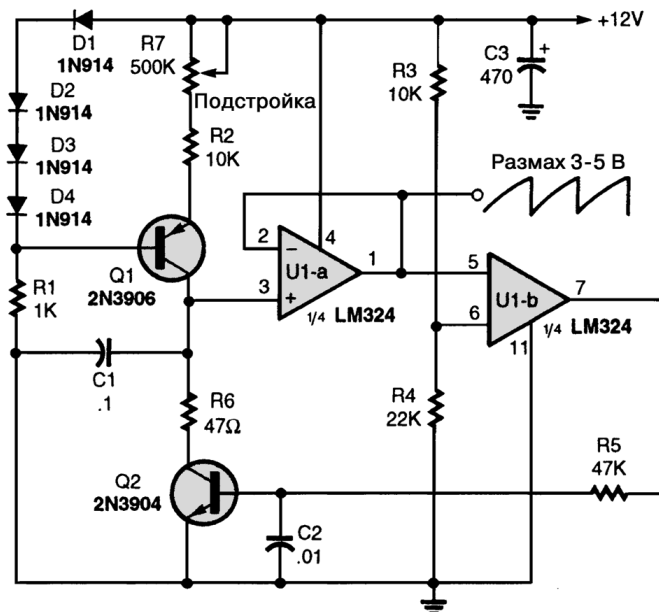 +12V
D1
1N914
R7
500K
Подстройка
C3
470
+
R3
10K
D2
1N914
D3
1N914
D4
1N914
R2
10K
Размах 3-5 В
2
−
4
1
U1-a
3
+
1/4 LM324
5
7
U1-b
6
1/4 LM324
11
Q1
2N3906
R1
1K
C1
.1
R6
47Ω
R4
22K
R5
47K
Q2
2N3904
C2
.01